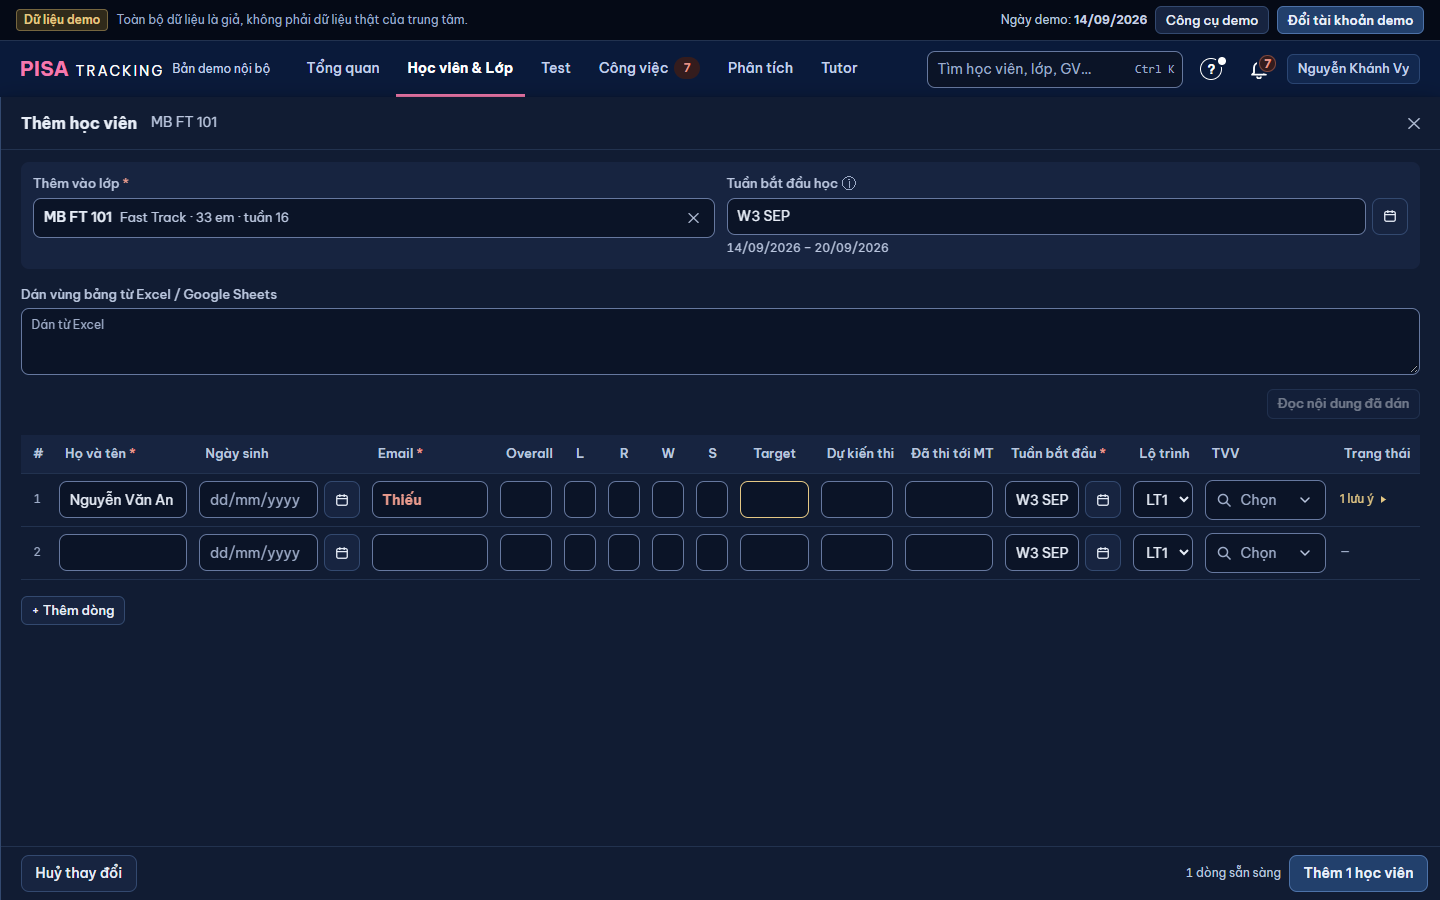 Dữ liệu demo Toàn bộ dữ liệu là giả, không phải dữ liệu thật của trung tâm. Ngày demo: 14/09/2026 Công cụ demo Đổi tài khoản demo
PISA TRACKING Bản demo nội bộ Tổng quan Học viên & Lớp Test Công việc 7 Phân tích Tutor Tìm học viên, lớp, GV... Ctrl K ? 7 Nguyễn Khánh Vy
Thêm học viên MB FT 101
Thêm vào lớp * Tuần bắt đầu học
MB FT 101 Fast Track · 33 em · tuần 16 W3 SEP
14/09/2026 – 20/09/2026
Dán vùng bảng từ Excel / Google Sheets
Dán từ Excel
Đọc nội dung đã dán
# Họ và tên * Ngày sinh Email * Overall L R W S Target Dự kiến thi Đã thi tới MT Tuần bắt đầu * Lộ trình TVV Trạng thái
1 Nguyễn Văn An dd/mm/yyyy Thiếu W3 SEP LT1 Chọn 1 lưu ý
2 dd/mm/yyyy W3 SEP LT1 Chọn –
+ Thêm dòng
Huỷ thay đổi 1 dòng sẵn sàng Thêm 1 học viên